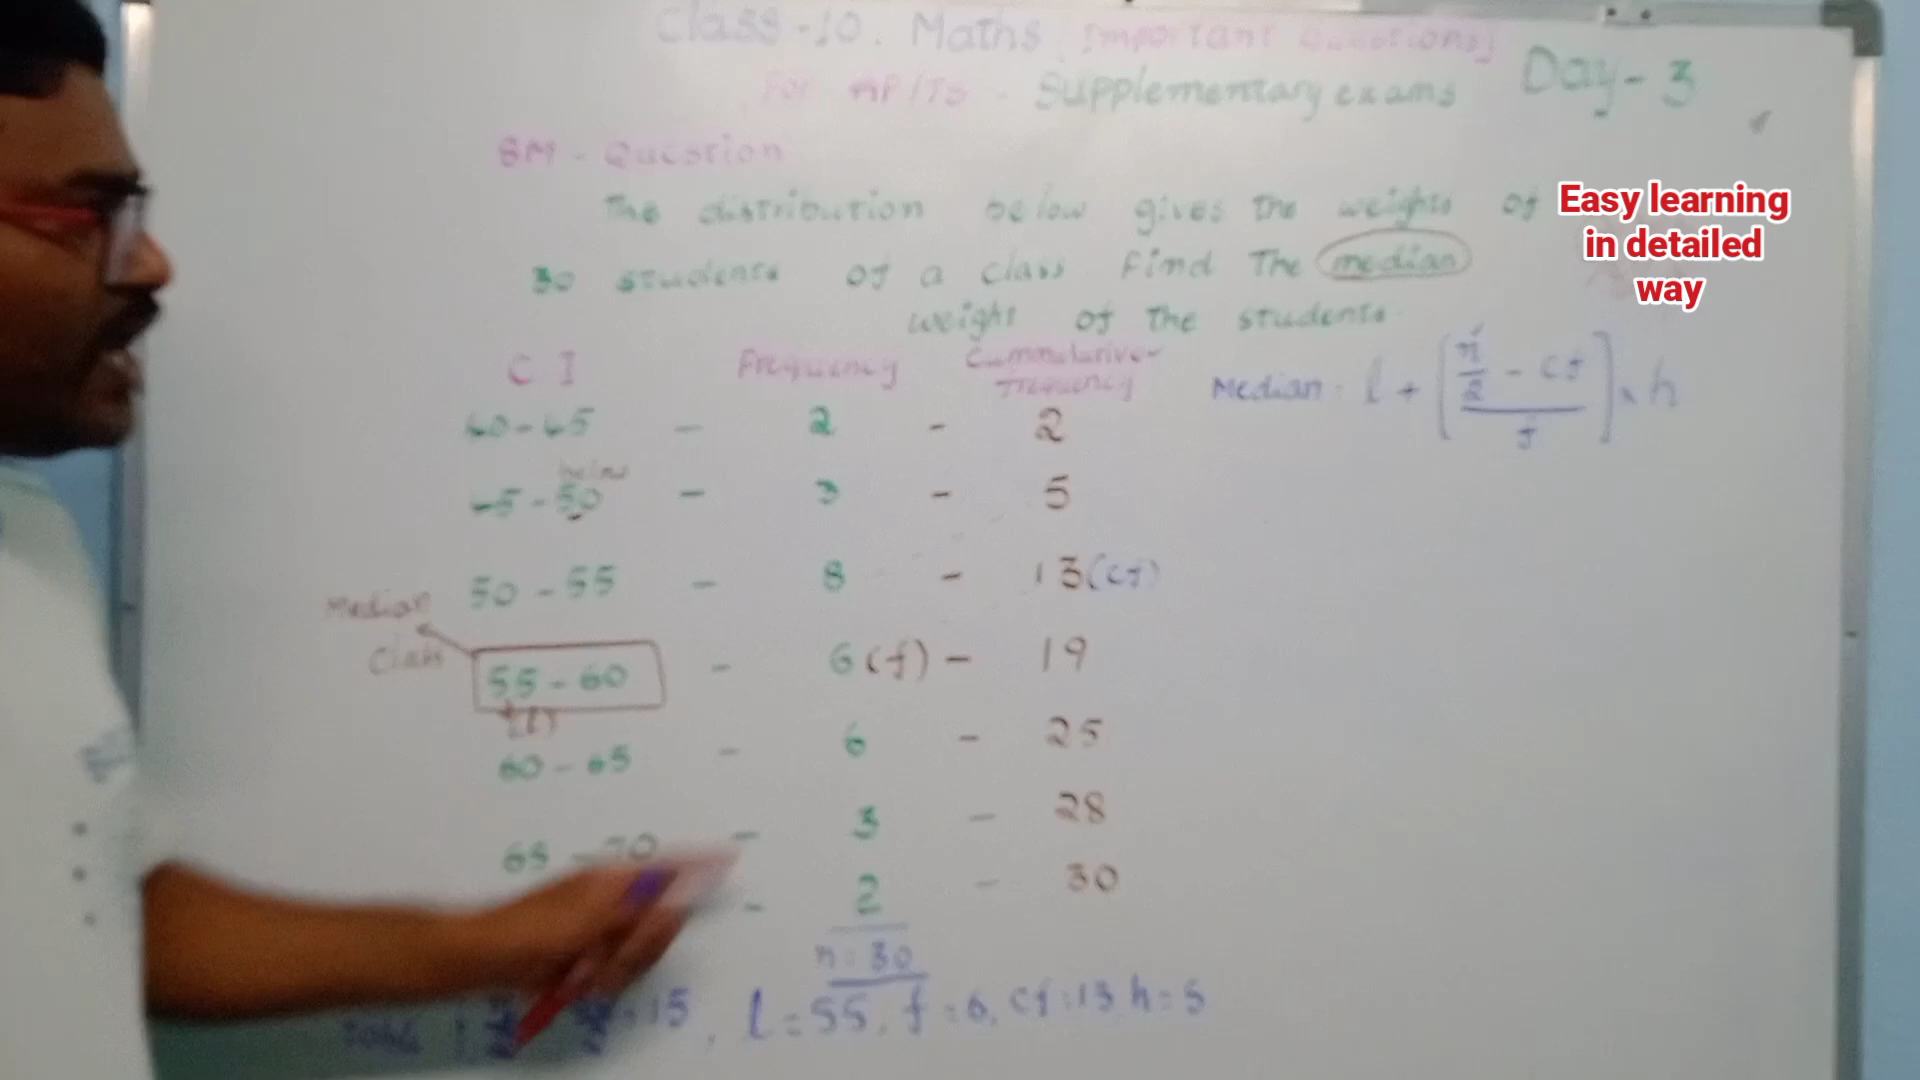 Class-10. Maths Important Questions
For AP/TS - Supplementary exams Day-3
8M - Question
The distribution below gives the weights of
30 students of a class Find The median
weight of the students
Easy learning
in detailed
way
C I Frequency Cummulative-
frequency
Median: l + [n/2 - cf / f] × h
40-45 - 2 - 2
45-50 - 3 - 5
50-55 - 8 - 13(cf)
Median
Class
55-60 - 6(f) - 19
(l)
60-65 - 6 - 25
65-70 - 3 - 28
- 2 - 30
n=30
=15, l=55, f=6, cf=13 h=5